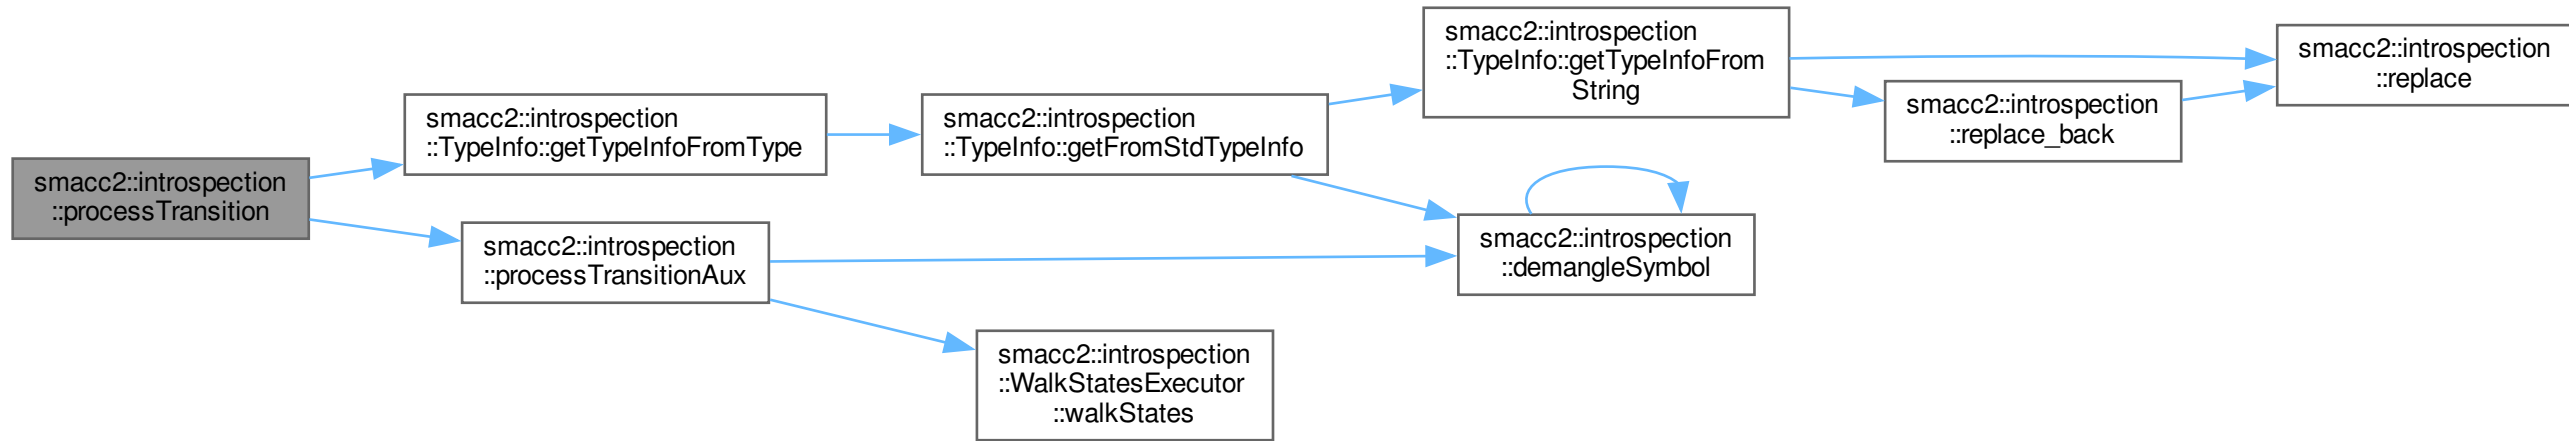 smacc2::introspection
::processTransition
smacc2::introspection
::TypeInfo::getTypeInfoFromType
smacc2::introspection
::TypeInfo::getFromStdTypeInfo
smacc2::introspection
::TypeInfo::getTypeInfoFrom
String
smacc2::introspection
::replace
smacc2::introspection
::replace_back
smacc2::introspection
::demangleSymbol
smacc2::introspection
::processTransitionAux
smacc2::introspection
::WalkStatesExecutor
::walkStates